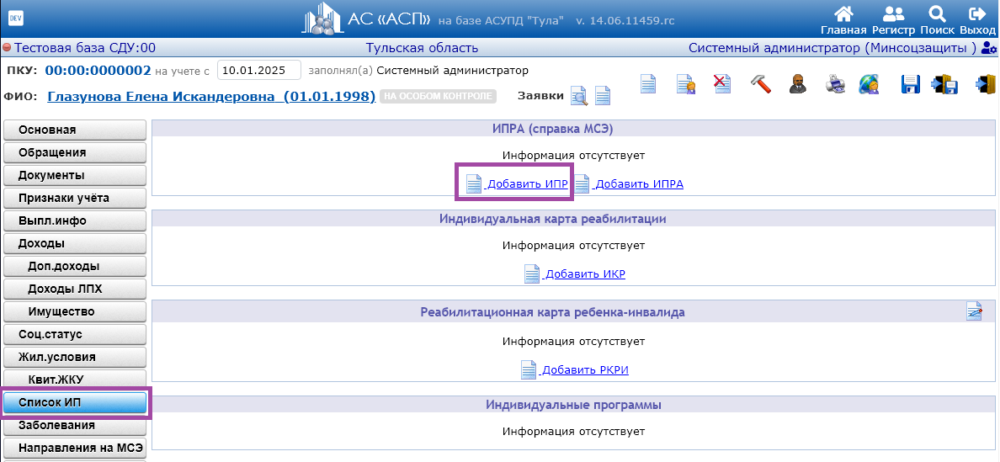 DEV
АС «АСП» на базе АСУПД "Тула" v. 14.06.11459.rc
Главная Регистр Поиск Выход
Тестовая база СДУ:00 Тульская область Системный администратор (Минсоцзащиты )
ПКУ: 00:00:0000002 на учете с 10.01.2025 заполнял(а) Системный администратор
ФИО: Глазунова Елена Искандеровна (01.01.1998) НА ОСОБОМ КОНТРОЛЕ Заявки
Основная
Обращения
Документы
Признаки учёта
Выпл.инфо
Доходы
Доп.доходы
Доходы ЛПХ
Имущество
Соц.статус
Жил.условия
Квит.ЖКУ
Список ИП
Заболевания
Направления на МСЭ
ИПРА (справка МСЭ)
Информация отсутствует
Добавить ИПР Добавить ИПРА
Индивидуальная карта реабилитации
Информация отсутствует
Добавить ИКР
Реабилитационная карта ребенка-инвалида
Информация отсутствует
Добавить РКРИ
Индивидуальные программы
Информация отсутствует